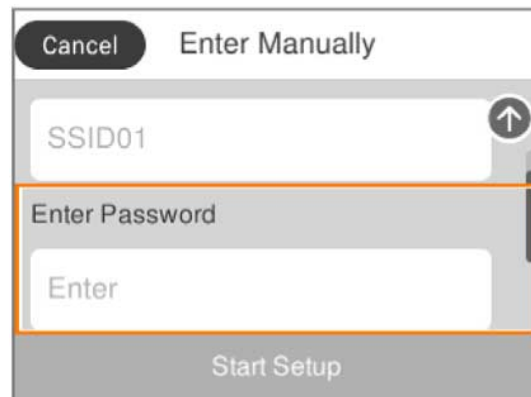 Cancel Enter Manually
SSID01
Enter Password
Enter
Start Setup